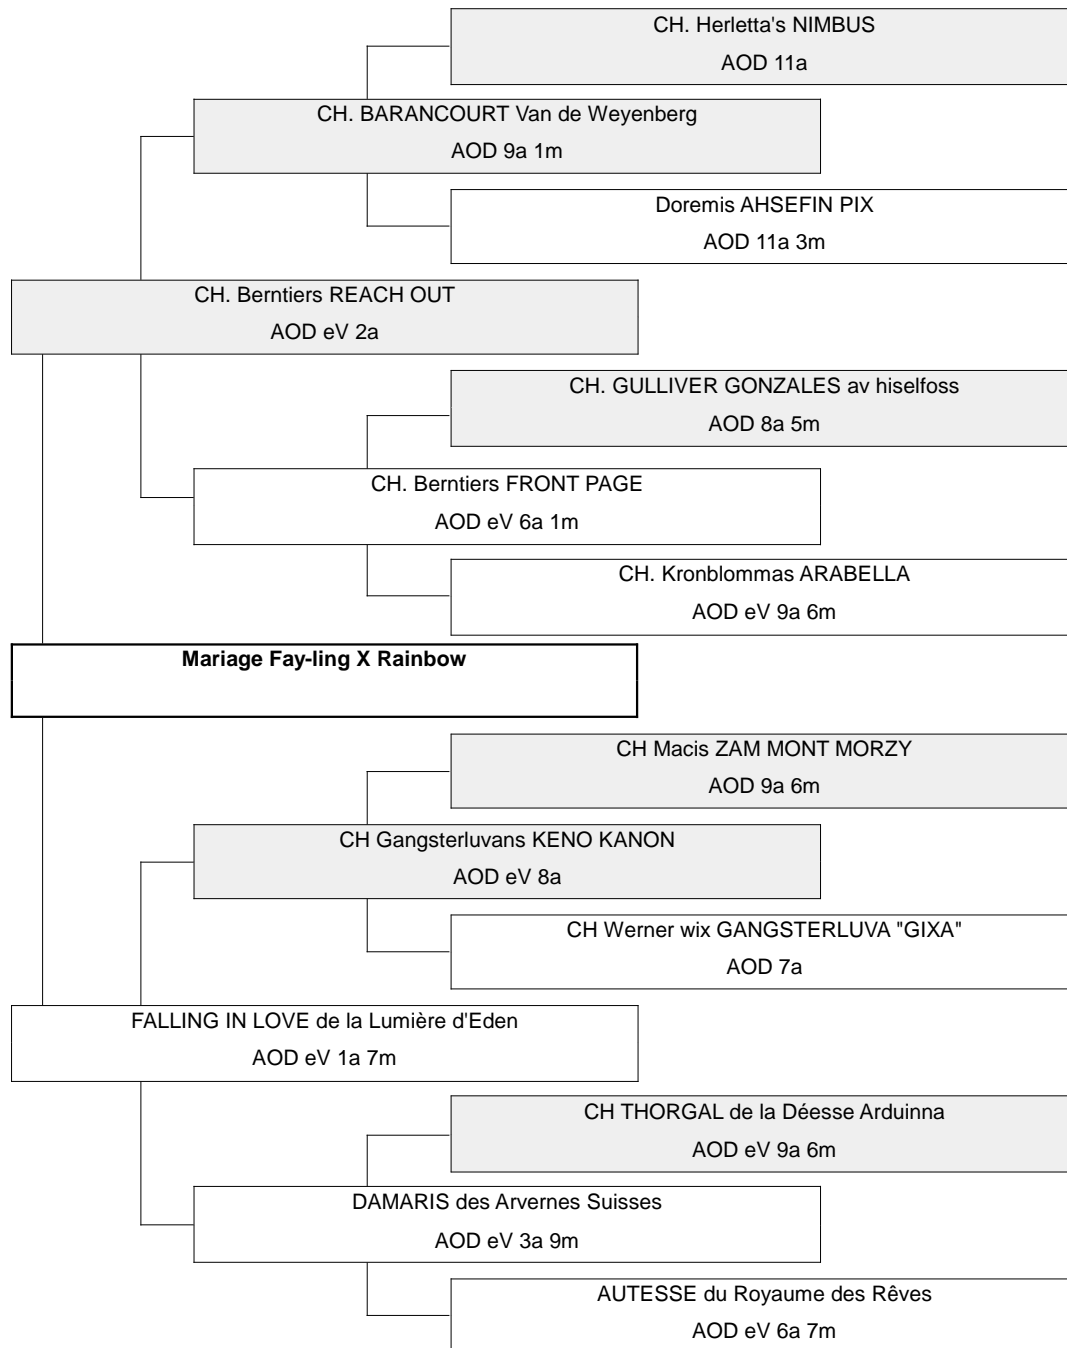 CH. Herletta's NIMBUS
AOD 11a
CH. BARANCOURT Van de Weyenberg
AOD 9a 1m
Doremis AHSEFIN PIX
AOD 11a 3m
CH. Berntiers REACH OUT
AOD eV 2a
CH. GULLIVER GONZALES av hiselfoss
AOD 8a 5m
CH. Berntiers FRONT PAGE
AOD eV 6a 1m
CH. Kronblommas ARABELLA
AOD eV 9a 6m
Mariage Fay-ling X Rainbow
CH Macis ZAM MONT MORZY
AOD 9a 6m
CH Gangsterluvans KENO KANON
AOD eV 8a
CH Werner wix GANGSTERLUVA "GIXA"
AOD 7a
FALLING IN LOVE de la Lumière d'Eden
AOD eV 1a 7m
CH THORGAL de la Déesse Arduinna
AOD eV 9a 6m
DAMARIS des Arvernes Suisses
AOD eV 3a 9m
AUTESSE du Royaume des Rêves
AOD eV 6a 7m